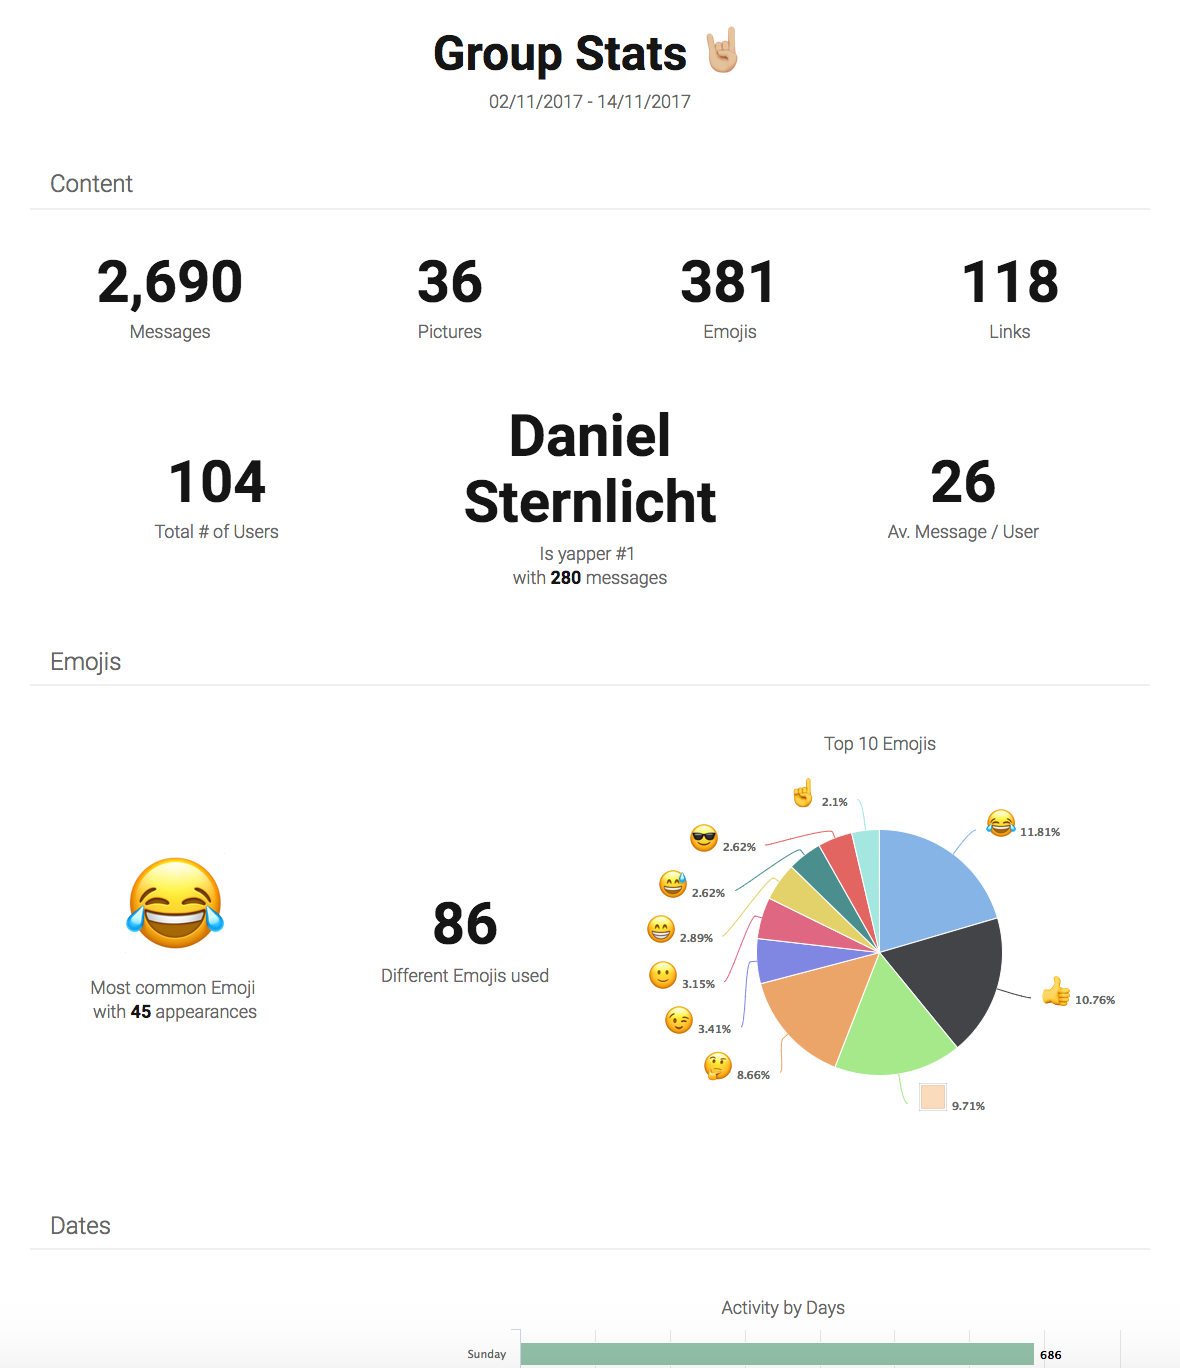 Group Stats 🤘🏼
02/11/2017 - 14/11/2017
Content
2,690
Messages
36
Pictures
381
Emojis
118
Links
104
Total # of Users
Daniel
Sternlicht
Is yapper #1
with 280 messages
26
Av. Message / User
Emojis
Most common Emoji
with 45 appearances
86
Different Emojis used
Top 10 Emojis
2.1%
11.81%
2.62%
2.62%
2.89%
3.15%
10.76%
3.41%
8.66%
9.71%
Dates
Activity by Days
Sunday
686